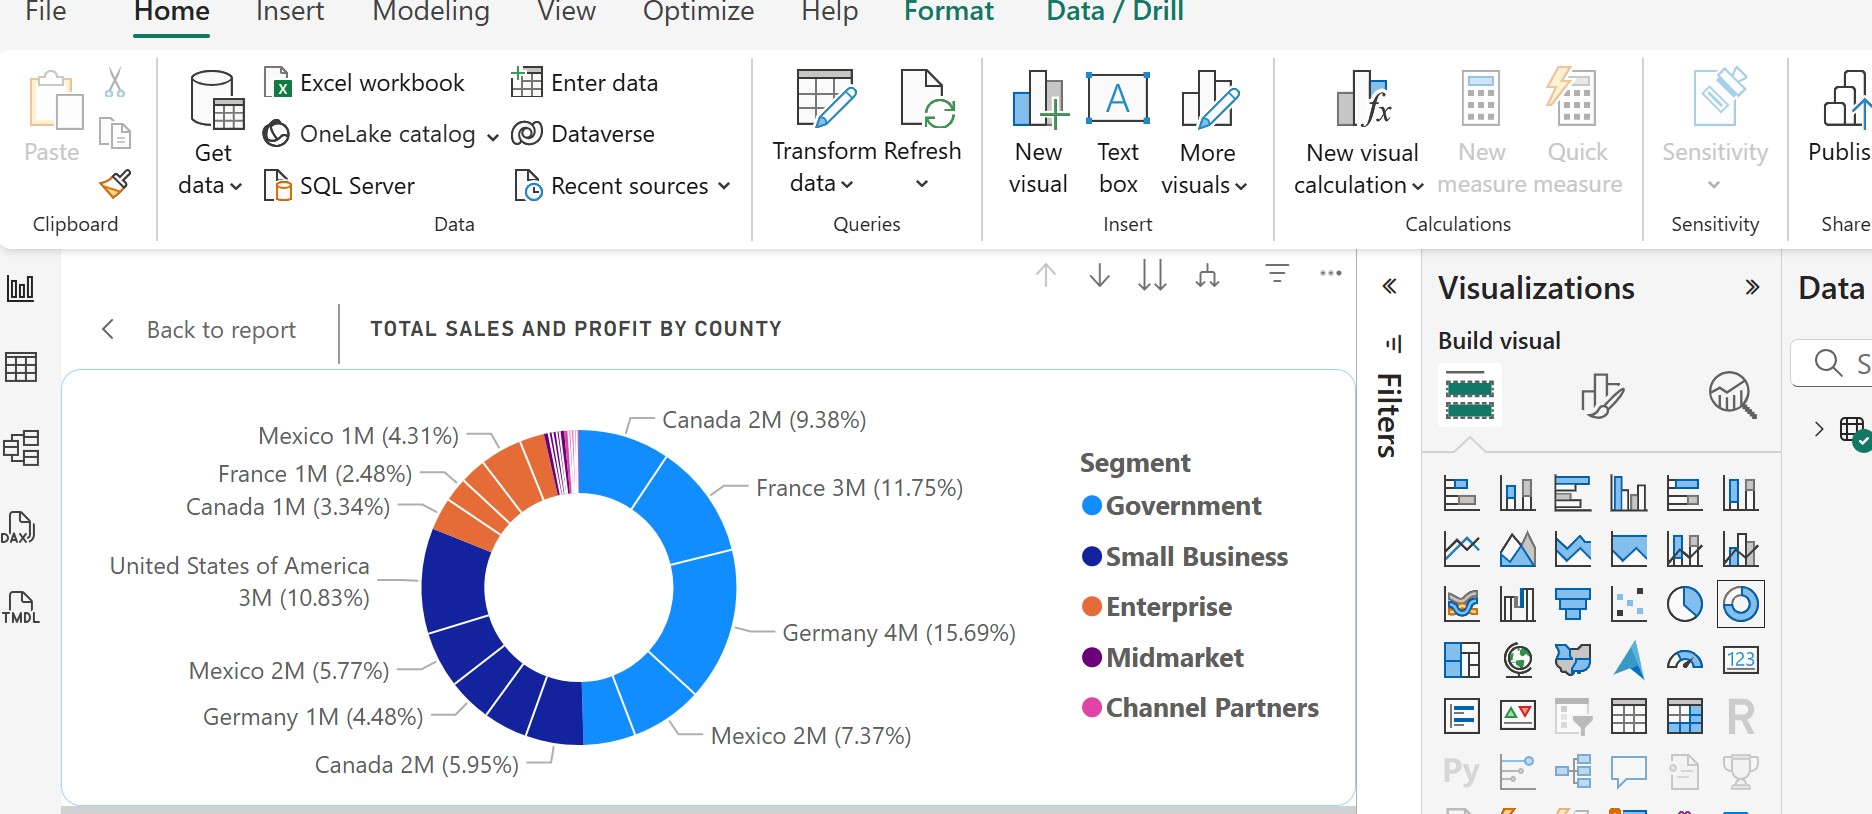 File Home Insert Modeling View Optimize Help Format Data / Drill
Excel workbook Enter data
OneLake catalog Dataverse
SQL Server Recent sources
Paste
Get
data
Transform
data
Refresh
New
visual
Text
box
More
visuals
A
New visual
calculation
fx
New
measure
Quick
measure
Sensitivity
Publis
Clipboard Data Queries Insert Calculations Sensitivity Share
Back to report
TOTAL SALES AND PROFIT BY COUNTY
DAX
TMDL
Canada 2M (9.38%)
Mexico 1M (4.31%)
France 1M (2.48%)
France 3M (11.75%)
Canada 1M (3.34%)
United States of America
3M (10.83%)
Germany 4M (15.69%)
Mexico 2M (5.77%)
Germany 1M (4.48%)
Mexico 2M (7.37%)
Canada 2M (5.95%)
Segment
Government
Small Business
Enterprise
Midmarket
Channel Partners
Filters
Visualizations
Build visual
123
R
Py
Data
S